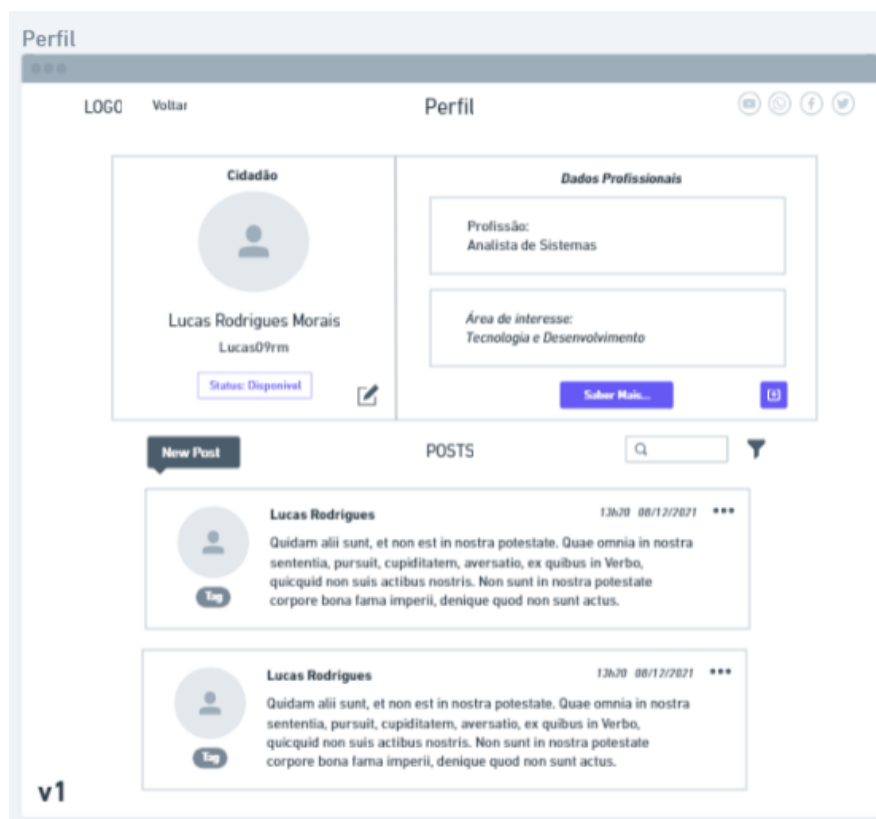 Perfil
LOGO Voltar Perfil
Cidadão
Lucas Rodrigues Morais
Lucas09rm
Status: Disponivel
Dados Profissionais
Profissão:
Analista de Sistemas
Área de interesse:
Tecnologia e Desenvolvimento
Saber Mais...
New Post POSTS
Lucas Rodrigues 13h20 08/12/2021
Quidam alii sunt, et non est in nostra potestate. Quae omnia in nostra
sententia, pursuit, cupiditatem, aversatio, ex quibus in Verbo,
quicquid non suis actibus nostris. Non sunt in nostra potestate
corpore bona fama imperii, denique quod non sunt actus.
Tag
Lucas Rodrigues 13h20 08/12/2021
Quidam alii sunt, et non est in nostra potestate. Quae omnia in nostra
sententia, pursuit, cupiditatem, aversatio, ex quibus in Verbo,
quicquid non suis actibus nostris. Non sunt in nostra potestate
corpore bona fama imperii, denique quod non sunt actus.
Tag
v1